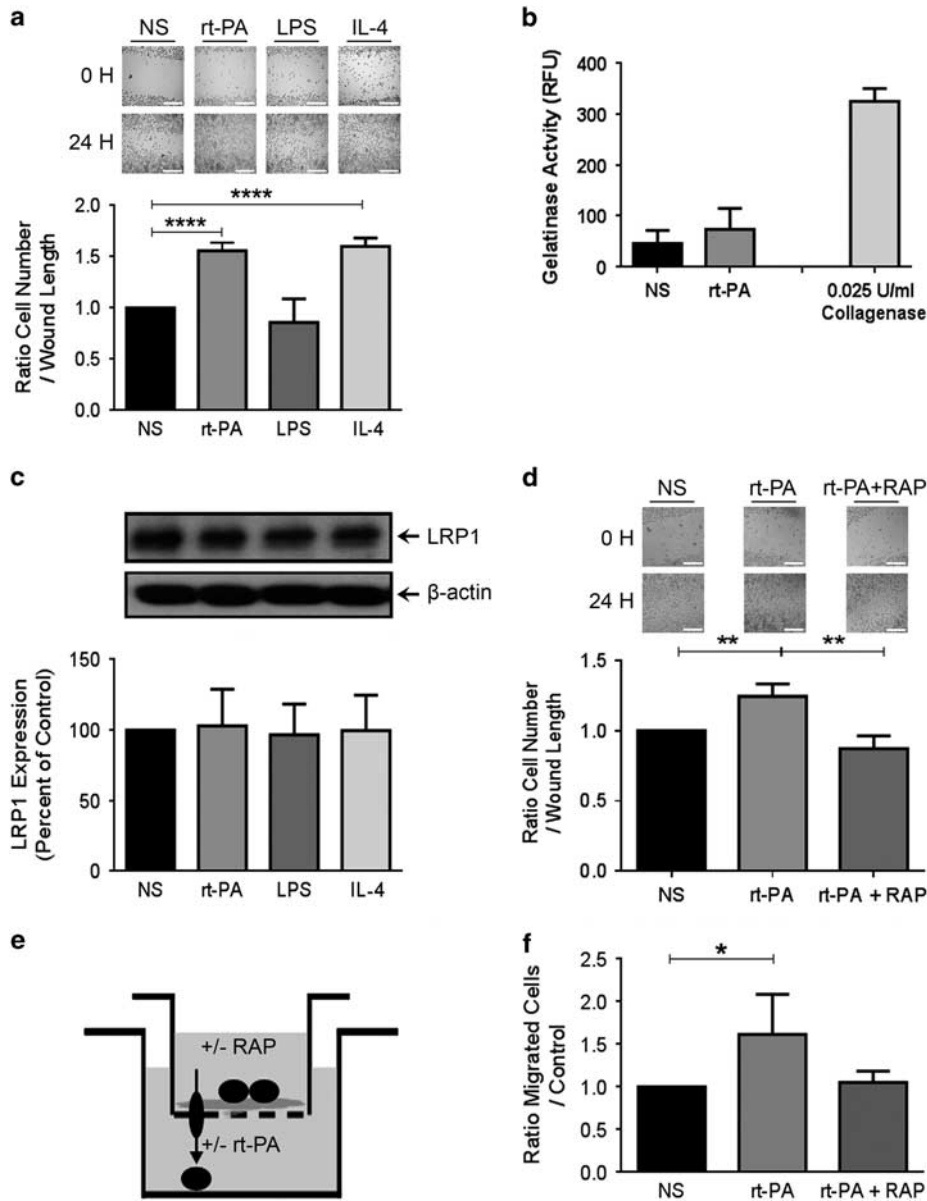 a
NS rt-PA LPS IL-4
0 H
24 H
Ratio Cell Number
/ Wound Length
2.0
1.5
1.0
0.5
0.0
****
****
NS rt-PA LPS IL-4
b
Gelatinase Actvity (RFU)
400
300
200
100
0
NS rt-PA 0.025 U/ml
Collagenase
c
LRP1
β-actin
LRP1 Expression
(Percent of Control)
150
100
50
0
NS rt-PA LPS IL-4
d
NS rt-PA rt-PA+RAP
0 H
24 H
** **
Ratio Cell Number
/ Wound Length
1.5
1.0
0.5
0.0
NS rt-PA rt-PA + RAP
e
+/- RAP
+/- rt-PA
f
Ratio Migrated Cells
/ Control
2.5
2.0
1.5
1.0
0.5
0.0
*
NS rt-PA rt-PA + RAP